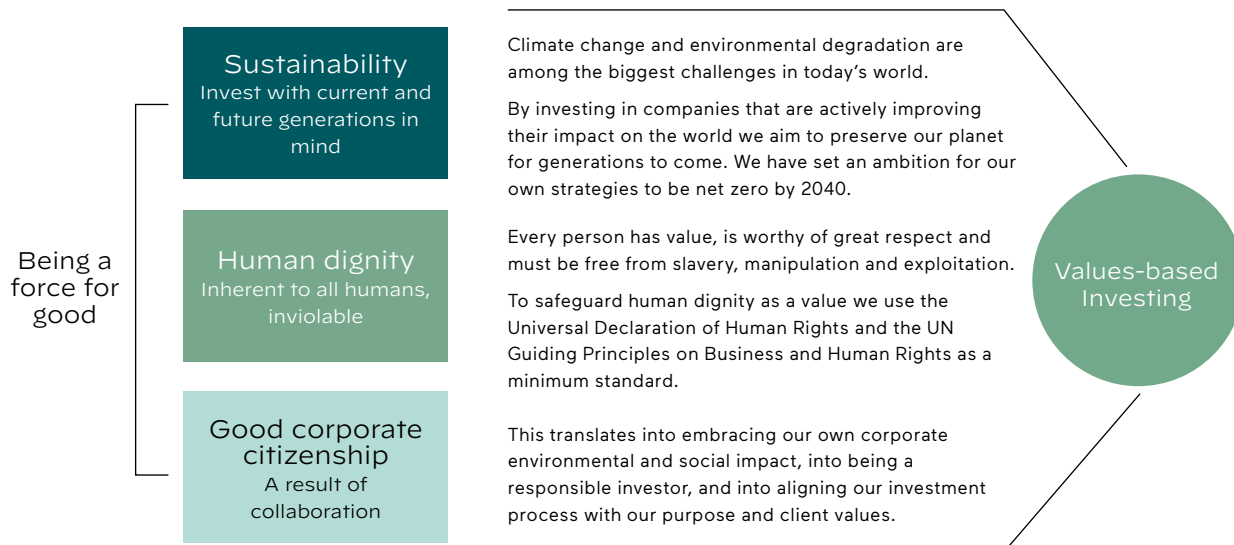 Being a
force for
good
Sustainability
Invest with current and
future generations in
mind
Climate change and environmental degradation are
among the biggest challenges in today’s world.
By investing in companies that are actively improving
their impact on the world we aim to preserve our planet
for generations to come. We have set an ambition for our
own strategies to be net zero by 2040.
Human dignity
Inherent to all humans,
inviolable
Every person has value, is worthy of great respect and
must be free from slavery, manipulation and exploitation.
To safeguard human dignity as a value we use the
Universal Declaration of Human Rights and the UN
Guiding Principles on Business and Human Rights as a
minimum standard.
Good corporate
citizenship
A result of
collaboration
This translates into embracing our own corporate
environmental and social impact, into being a
responsible investor, and into aligning our investment
process with our purpose and client values.
Values-based
Investing